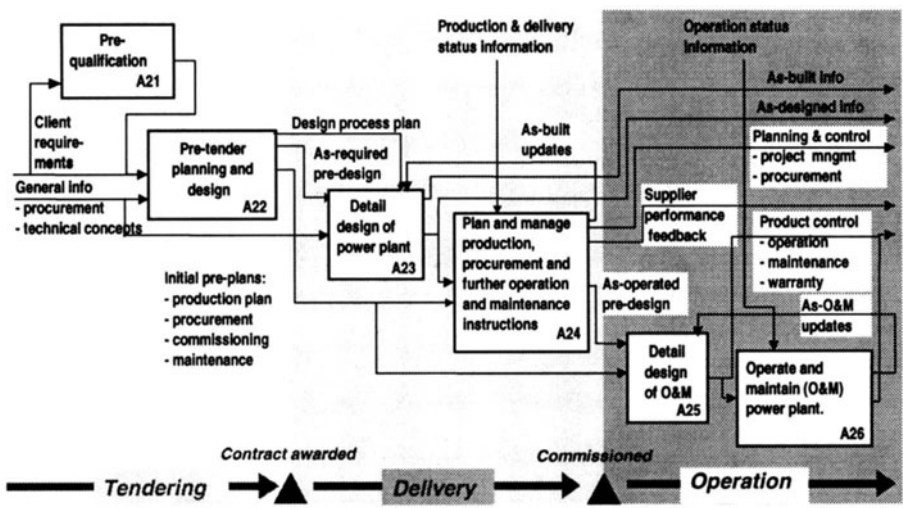 Pre-
qualification
A21
Production & delivery
status information
Operation status
Information
As-built info
As-designed info
Planning & control
- project mngmt
- procurement
Client
require-
ments
Design process plan
As-built
updates
Pre-tender
planning and
design
A22
As-required
pre-design
General info
- procurement
- technical concepts
Detail
design of
power plant
A23
Supplier
performance
feedback
Plan and manage
production,
procurement and
further operation
and maintenance
instructions
A24
Product control
- operation
- maintenance
- warranty
Initial pre-plans:
- production plan
- procurement
- commissioning
- maintenance
As-operated
pre-design
As-O&M
updates
Detail
design
of O&M
A25
Operate and
maintain (O&M)
power plant.
A26
Contract awarded
Commissioned
Tendering
Delivery
Operation